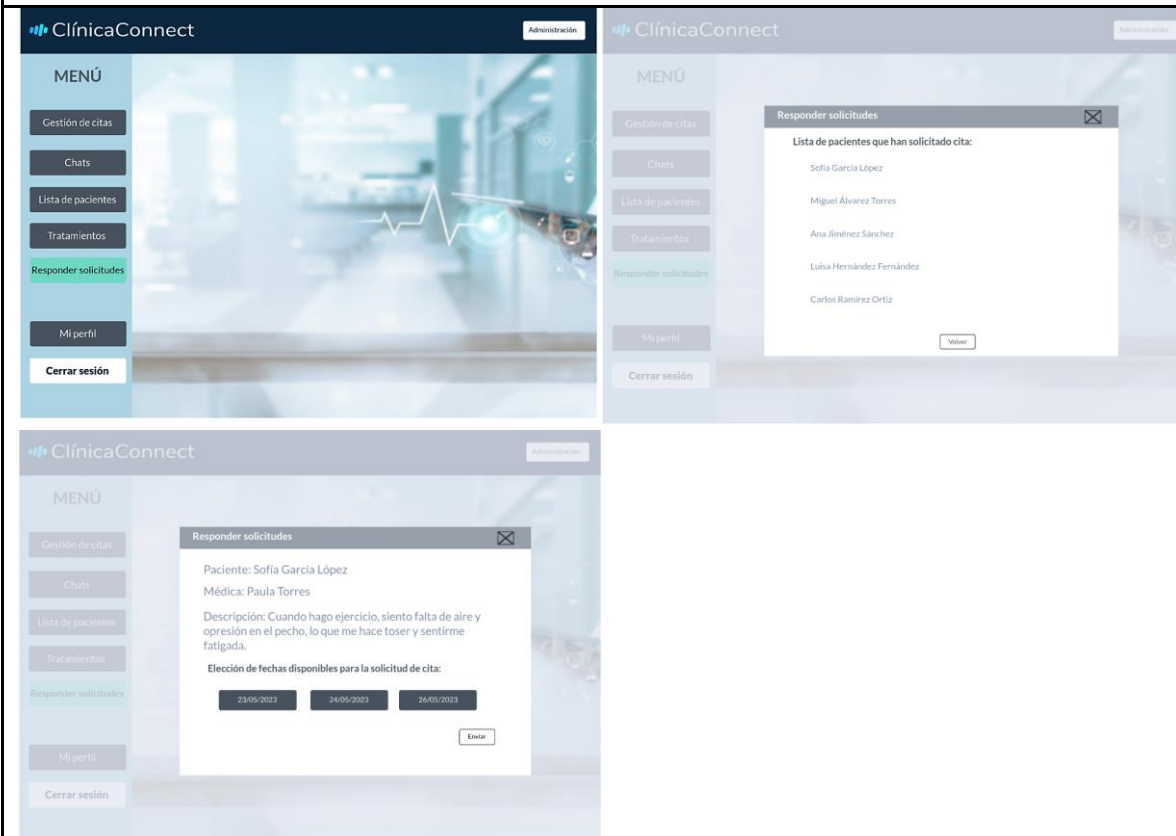 ClínicaConnect
Administración
MENÚ
Gestión de citas
Chats
Lista de pacientes
Tratamientos
Responder solicitudes
Mi perfil
Cerrar sesión
ClínicaConnect
Administración
MENÚ
Gestión de citas
Chats
Lista de pacientes
Tratamientos
Responder solicitudes
Mi perfil
Cerrar sesión
Responder solicitudes
Lista de pacientes que han solicitado cita:
Sofía García López
Miguel Álvarez Torres
Ana Jiménez Sánchez
Luisa Hernández Fernández
Carlos Ramírez Ortiz
Volver
ClínicaConnect
Administración
MENÚ
Gestión de citas
Chats
Lista de pacientes
Tratamientos
Responder solicitudes
Mi perfil
Cerrar sesión
Responder solicitudes
Paciente: Sofía García López
Médica: Paula Torres
Descripción: Cuando hago ejercicio, siento falta de aire y
opresión en el pecho, lo que me hace toser y sentirme
fatigada.
Elección de fechas disponibles para la solicitud de cita:
23/05/2023
24/05/2023
26/05/2023
Enviar